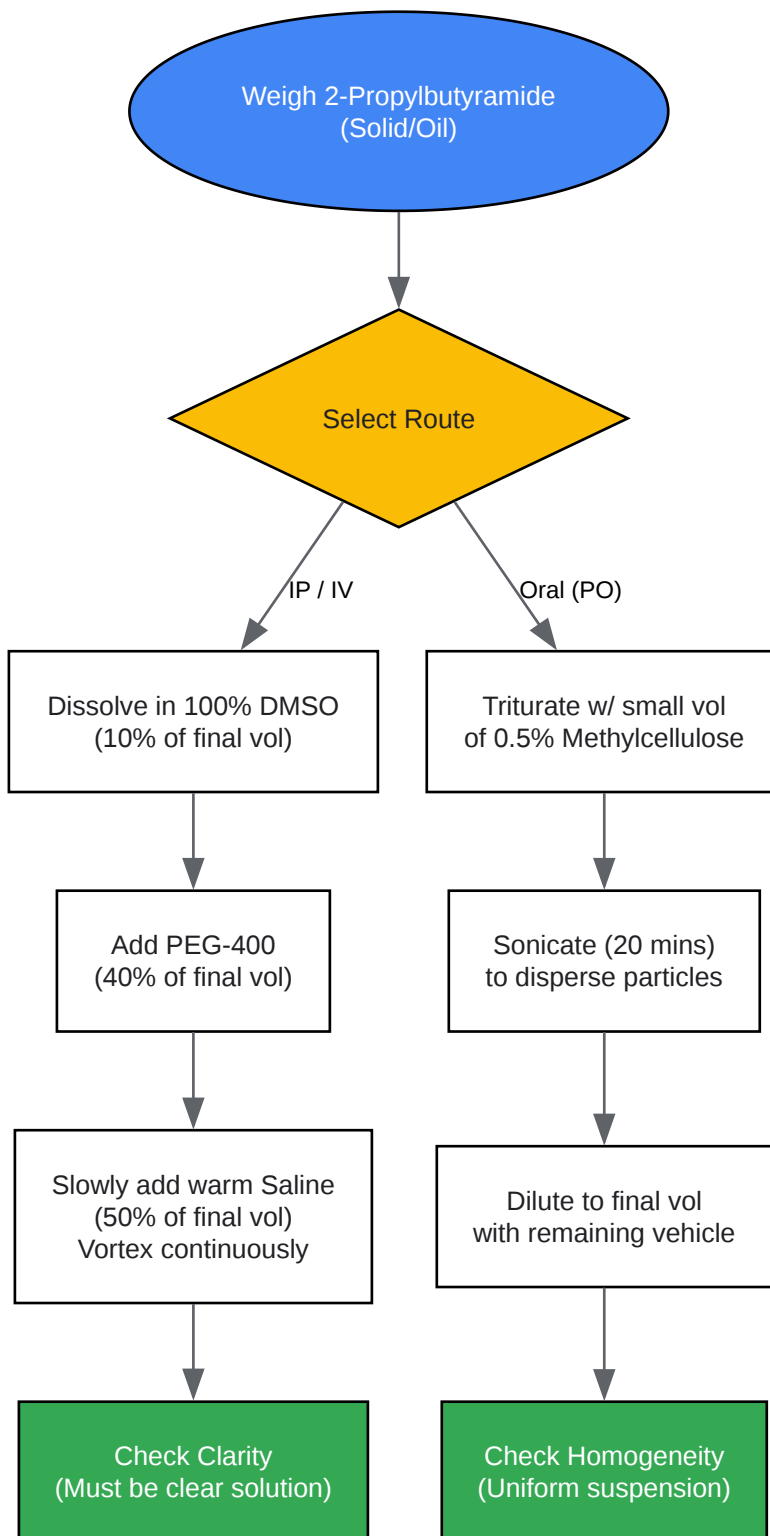 Weigh 2-Propylbutyramide
(Solid/Oil)
Select Route
IP / IV
Oral (PO)
Dissolve in 100% DMSO
(10% of final vol)
Triturate w/ small vol
of 0.5% Methylcellulose
Add PEG-400
(40% of final vol)
Sonicate (20 mins)
to disperse particles
Slowly add warm Saline
(50% of final vol)
Vortex continuously
Dilute to final vol
with remaining vehicle
Check Clarity
(Must be clear solution)
Check Homogeneity
(Uniform suspension)